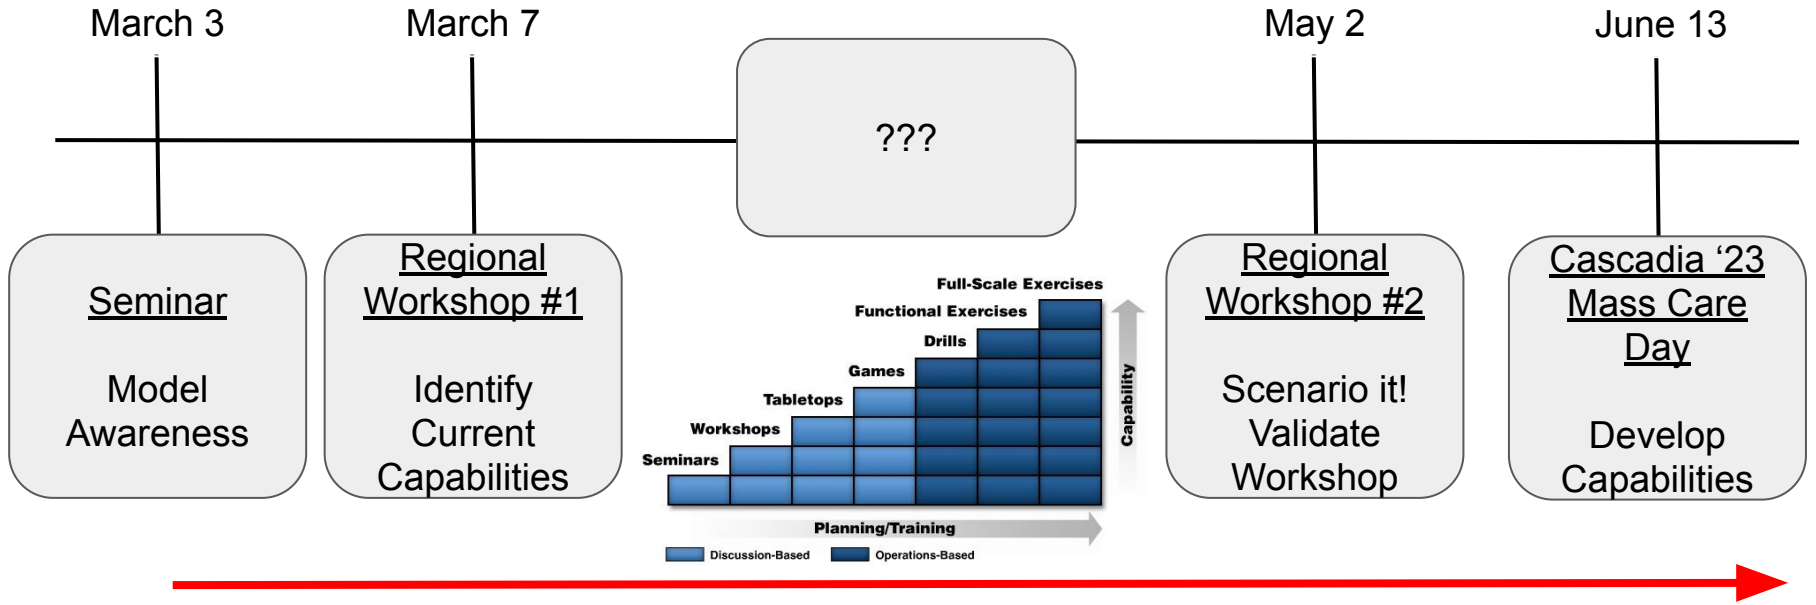 March 3
March 7
May 2
June 13
???
Seminar
Model
Awareness
Regional
Workshop #1
Identify
Current
Capabilities
Full-Scale Exercises
Functional Exercises
Drills
Games
Tabletops
Workshops
Seminars
Capability
Planning/Training
Discussion-Based
Operations-Based
Regional
Workshop #2
Scenario it!
Validate
Workshop
Cascadia ‘23
Mass Care
Day
Develop
Capabilities